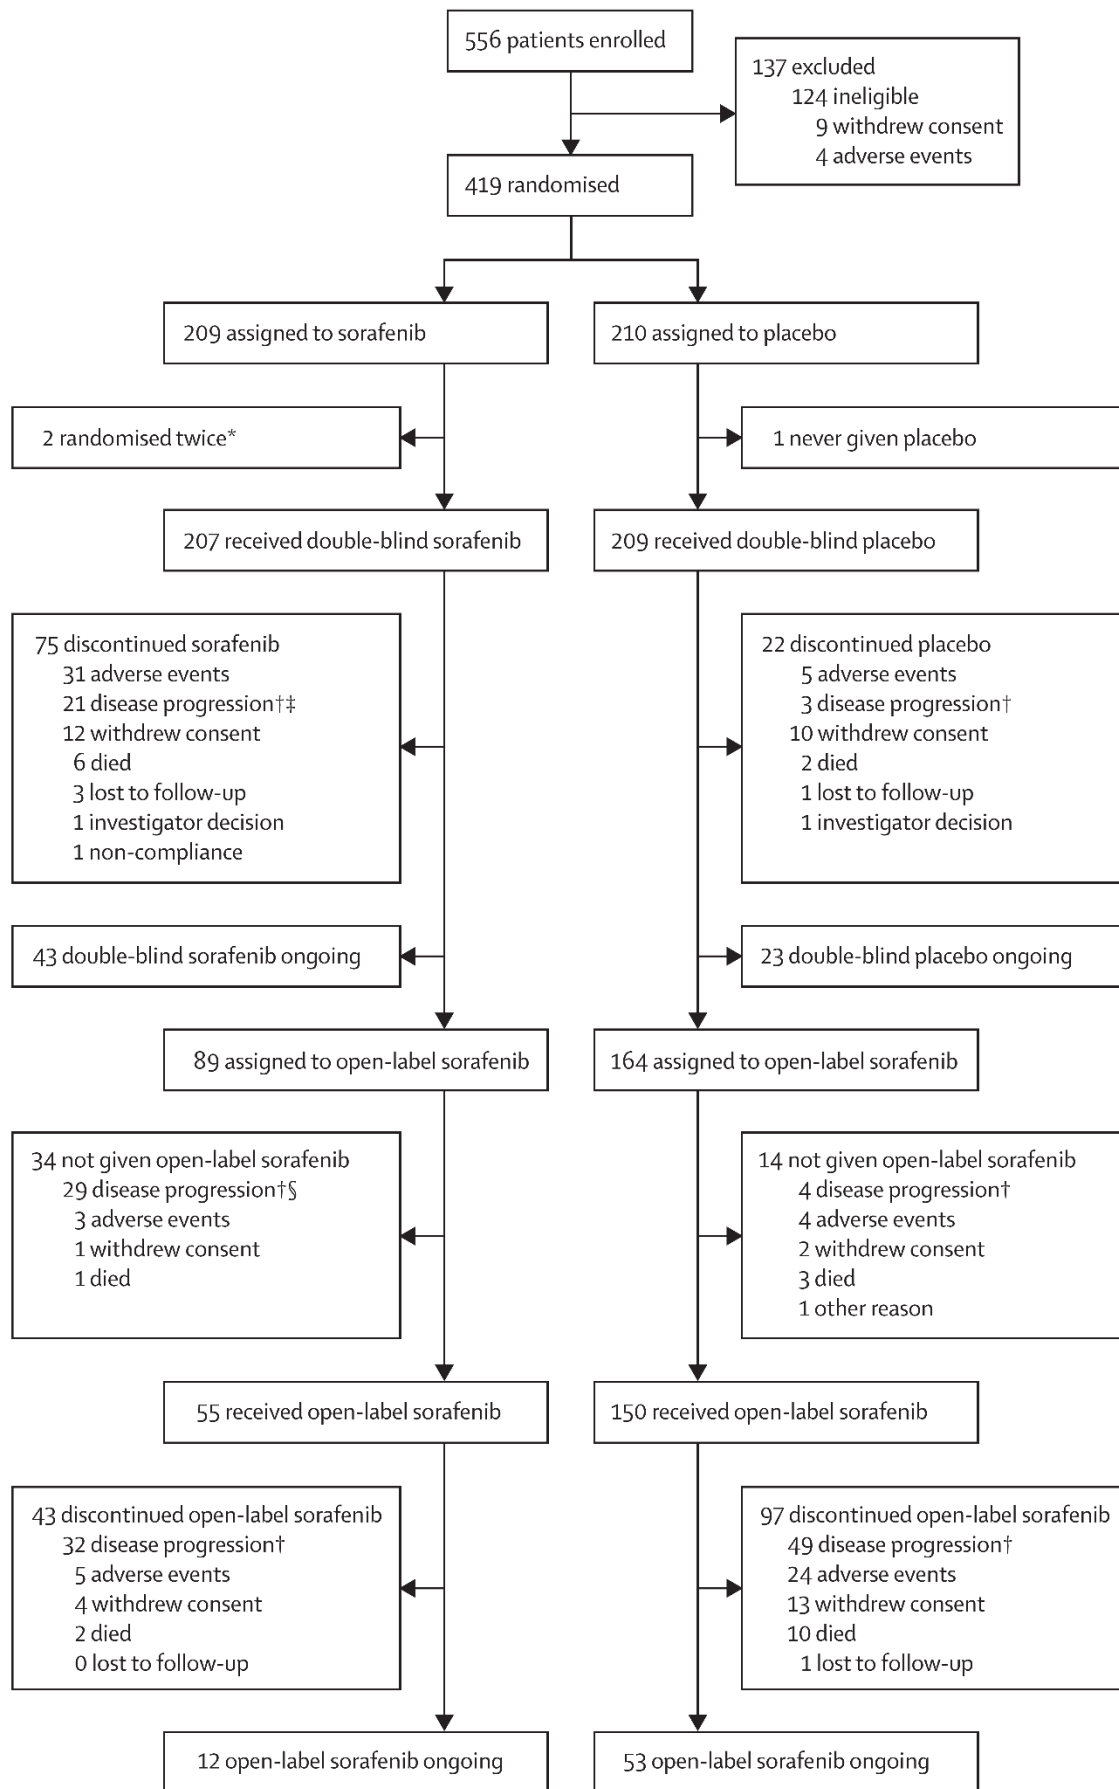 556 patients enrolled
137 excluded
124 ineligible
9 withdrew consent
4 adverse events
419 randomised
209 assigned to sorafenib
210 assigned to placebo
2 randomised twice*
1 never given placebo
207 received double-blind sorafenib
209 received double-blind placebo
75 discontinued sorafenib
31 adverse events
21 disease progression†‡
12 withdrew consent
6 died
3 lost to follow-up
1 investigator decision
1 non-compliance
22 discontinued placebo
5 adverse events
3 disease progression†
10 withdrew consent
2 died
1 lost to follow-up
1 investigator decision
43 double-blind sorafenib ongoing
23 double-blind placebo ongoing
89 assigned to open-label sorafenib
164 assigned to open-label sorafenib
34 not given open-label sorafenib
29 disease progression†§
3 adverse events
1 withdrew consent
1 died
14 not given open-label sorafenib
4 disease progression†
4 adverse events
2 withdrew consent
3 died
1 other reason
55 received open-label sorafenib
150 received open-label sorafenib
43 discontinued open-label sorafenib
32 disease progression†
5 adverse events
4 withdrew consent
2 died
0 lost to follow-up
97 discontinued open-label sorafenib
49 disease progression†
24 adverse events
13 withdrew consent
10 died
1 lost to follow-up
12 open-label sorafenib ongoing
53 open-label sorafenib ongoing